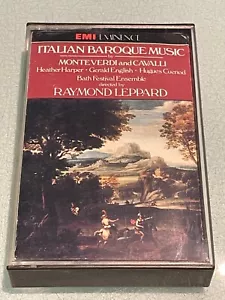 EMI EMINENCE
ITALIAN BAROQUE MUSIC
MONTEVERDI and CAVALLI
Heather Harper · Gerald English · Hugues Cuenod
Bath Festival Ensemble
directed by
RAYMOND LEPPARD